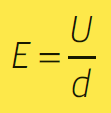 E = U/d